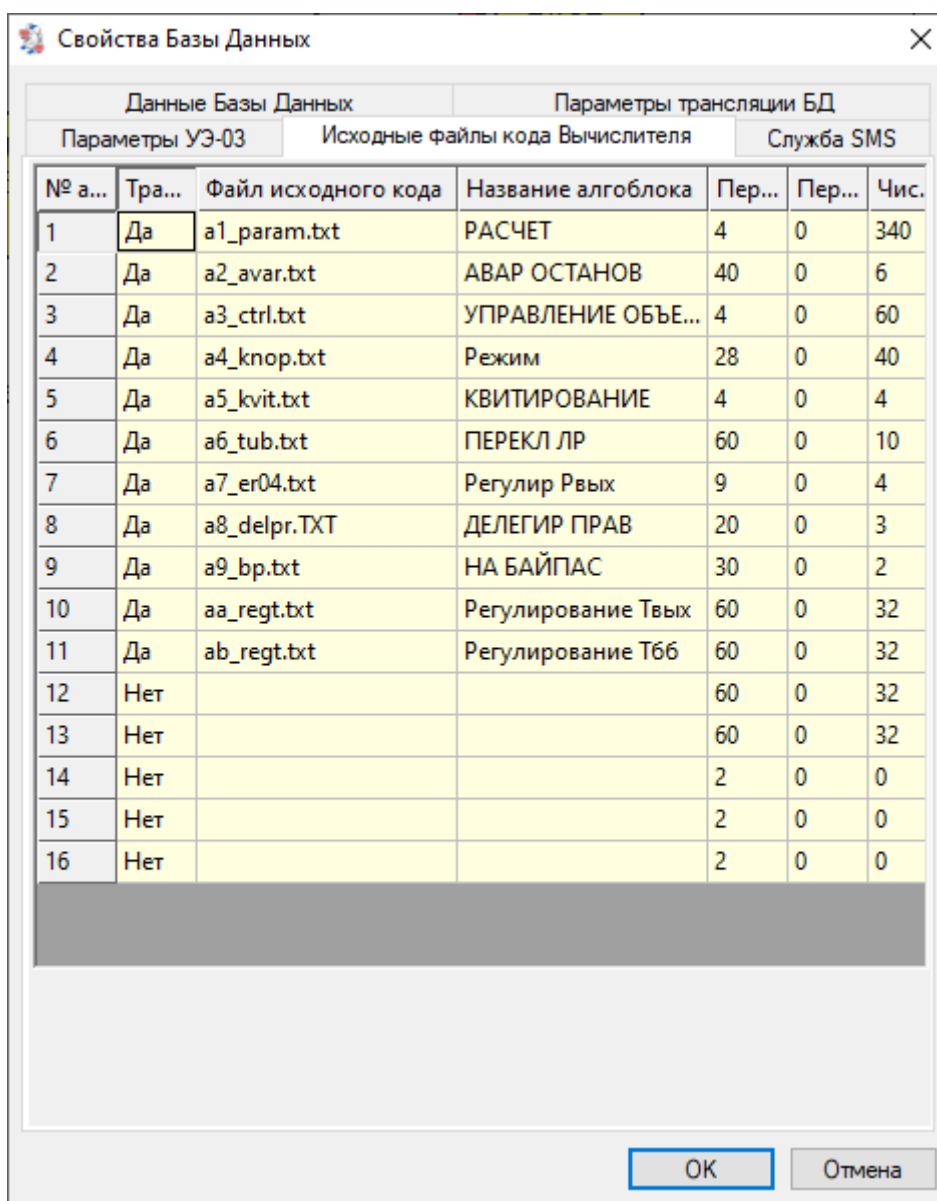 Свойства Базы Данных
Данные Базы Данных Параметры трансляции БД
Параметры УЭ-03 Исходные файлы кода Вычислителя Служба SMS
№ а... Тра... Файл исходного кода Название алгоблока Пер... Пер... Чис.
1 Да a1_param.txt РАСЧЕТ 4 0 340
2 Да a2_avar.txt АВАР ОСТАНОВ 40 0 6
3 Да a3_ctrl.txt УПРАВЛЕНИЕ ОБЪЕ... 4 0 60
4 Да a4_knop.txt Режим 28 0 40
5 Да a5_kvit.txt КВИТИРОВАНИЕ 4 0 4
6 Да a6_tub.txt ПЕРЕКЛ ЛР 60 0 10
7 Да a7_er04.txt Регулир Рвых 9 0 4
8 Да a8_delpr.TXT ДЕЛЕГИР ПРАВ 20 0 3
9 Да a9_bp.txt НА БАЙПАС 30 0 2
10 Да aa_regt.txt Регулирование Твых 60 0 32
11 Да ab_regt.txt Регулирование Тбб 60 0 32
12 Нет 60 0 32
13 Нет 60 0 32
14 Нет 2 0 0
15 Нет 2 0 0
16 Нет 2 0 0
OK Отмена